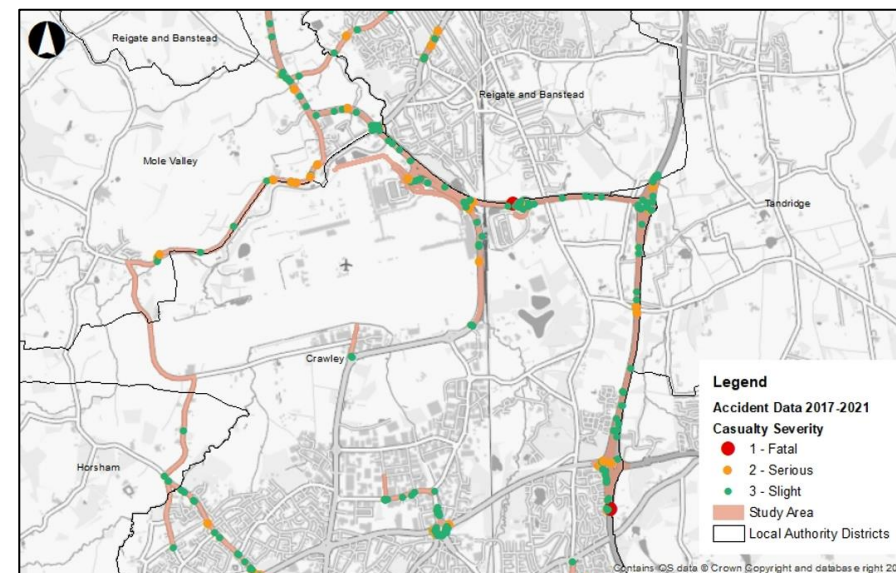 Reigate and Banstead
Reigate and Banstead
Mole Valley
Tandridge
Crawley
Horsham
Legend
Accident Data 2017-2021
Casualty Severity
1 - Fatal
2 - Serious
3 - Slight
Study Area
Local Authority Districts
Contains OS data © Crown Copyright and database right